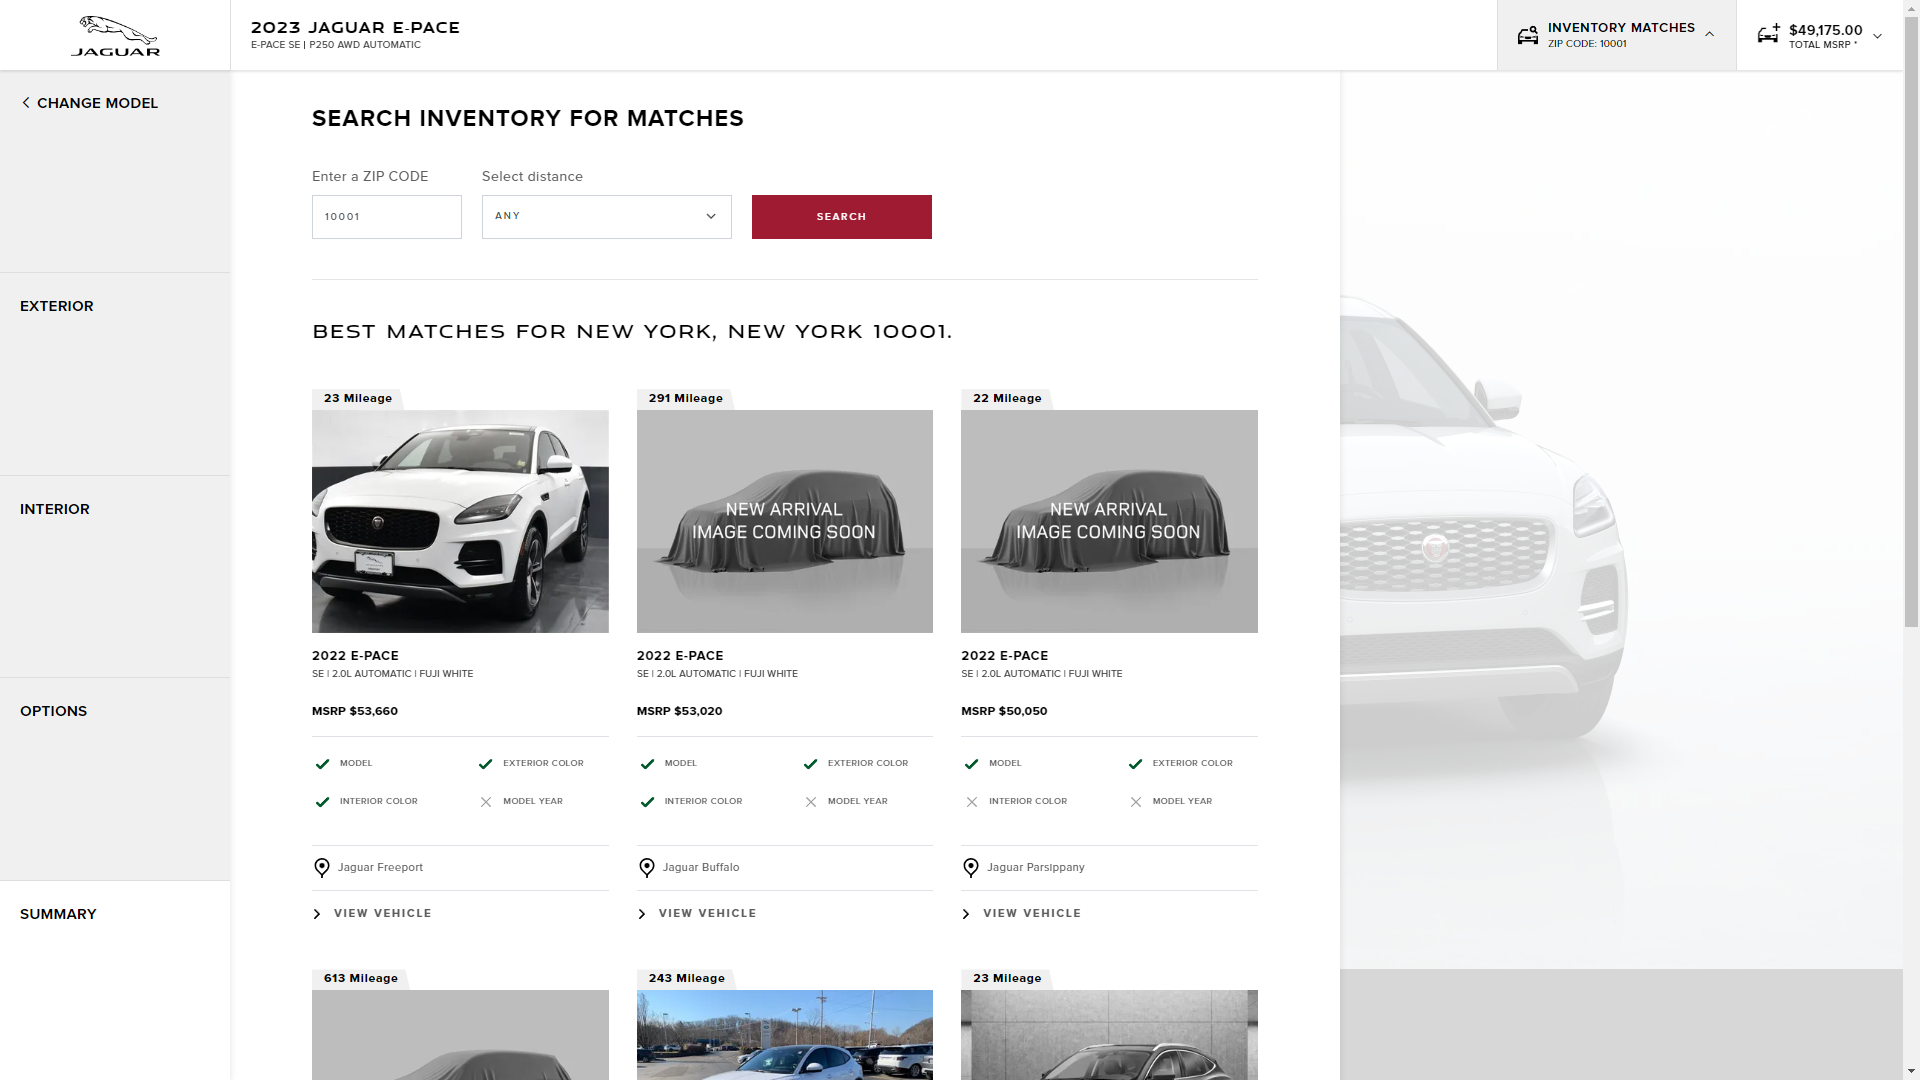 JAGUAR
2023 JAGUAR E-PACE
E-PACE SE | P250 AWD AUTOMATIC
INVENTORY MATCHES
ZIP CODE: 10001
$49,175.00
TOTAL MSRP *
CHANGE MODEL
EXTERIOR
INTERIOR
OPTIONS
SUMMARY
SEARCH INVENTORY FOR MATCHES
Enter a ZIP CODE
Select distance
10001
ANY
SEARCH
BEST MATCHES FOR NEW YORK, NEW YORK 10001.
23 Mileage
2022 E-PACE
SE | 2.0L AUTOMATIC | FUJI WHITE
MSRP $53,660
MODEL
EXTERIOR COLOR
INTERIOR COLOR
MODEL YEAR
Jaguar Freeport
VIEW VEHICLE
291 Mileage
NEW ARRIVAL
IMAGE COMING SOON
2022 E-PACE
SE | 2.0L AUTOMATIC | FUJI WHITE
MSRP $53,020
MODEL
EXTERIOR COLOR
INTERIOR COLOR
MODEL YEAR
Jaguar Buffalo
VIEW VEHICLE
22 Mileage
NEW ARRIVAL
IMAGE COMING SOON
2022 E-PACE
SE | 2.0L AUTOMATIC | FUJI WHITE
MSRP $50,050
MODEL
EXTERIOR COLOR
INTERIOR COLOR
MODEL YEAR
Jaguar Parsippany
VIEW VEHICLE
613 Mileage
243 Mileage
23 Mileage